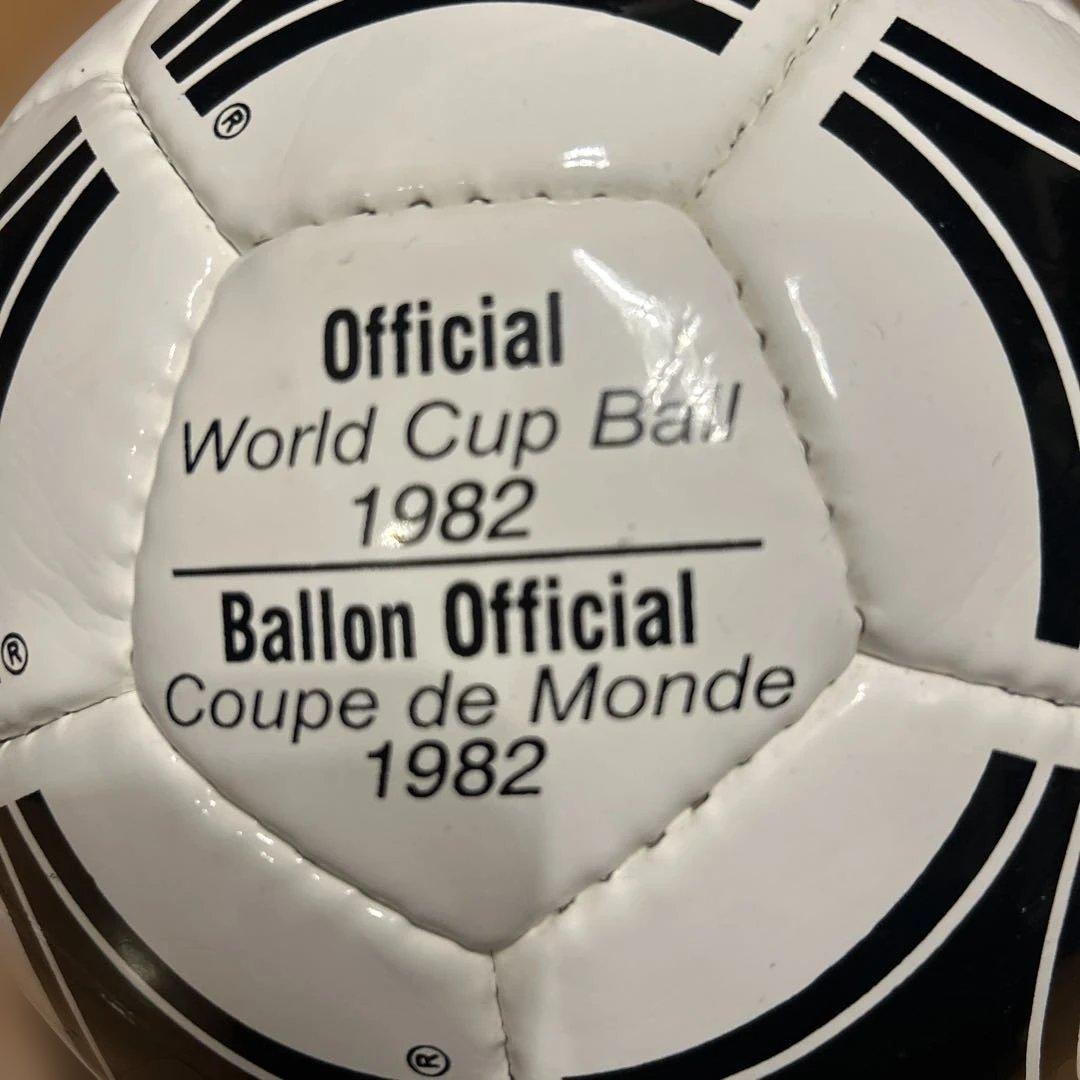 ®
Official
World Cup Ball
1982
Ballon Official
Coupe de Monde
1982
®
®